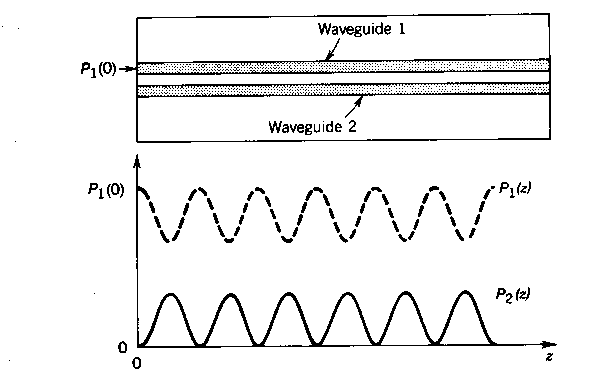 Waveguide 1
P₁(0)
Waveguide 2
P₁(0)
P₁(z)
P₂(z)
0
0
z